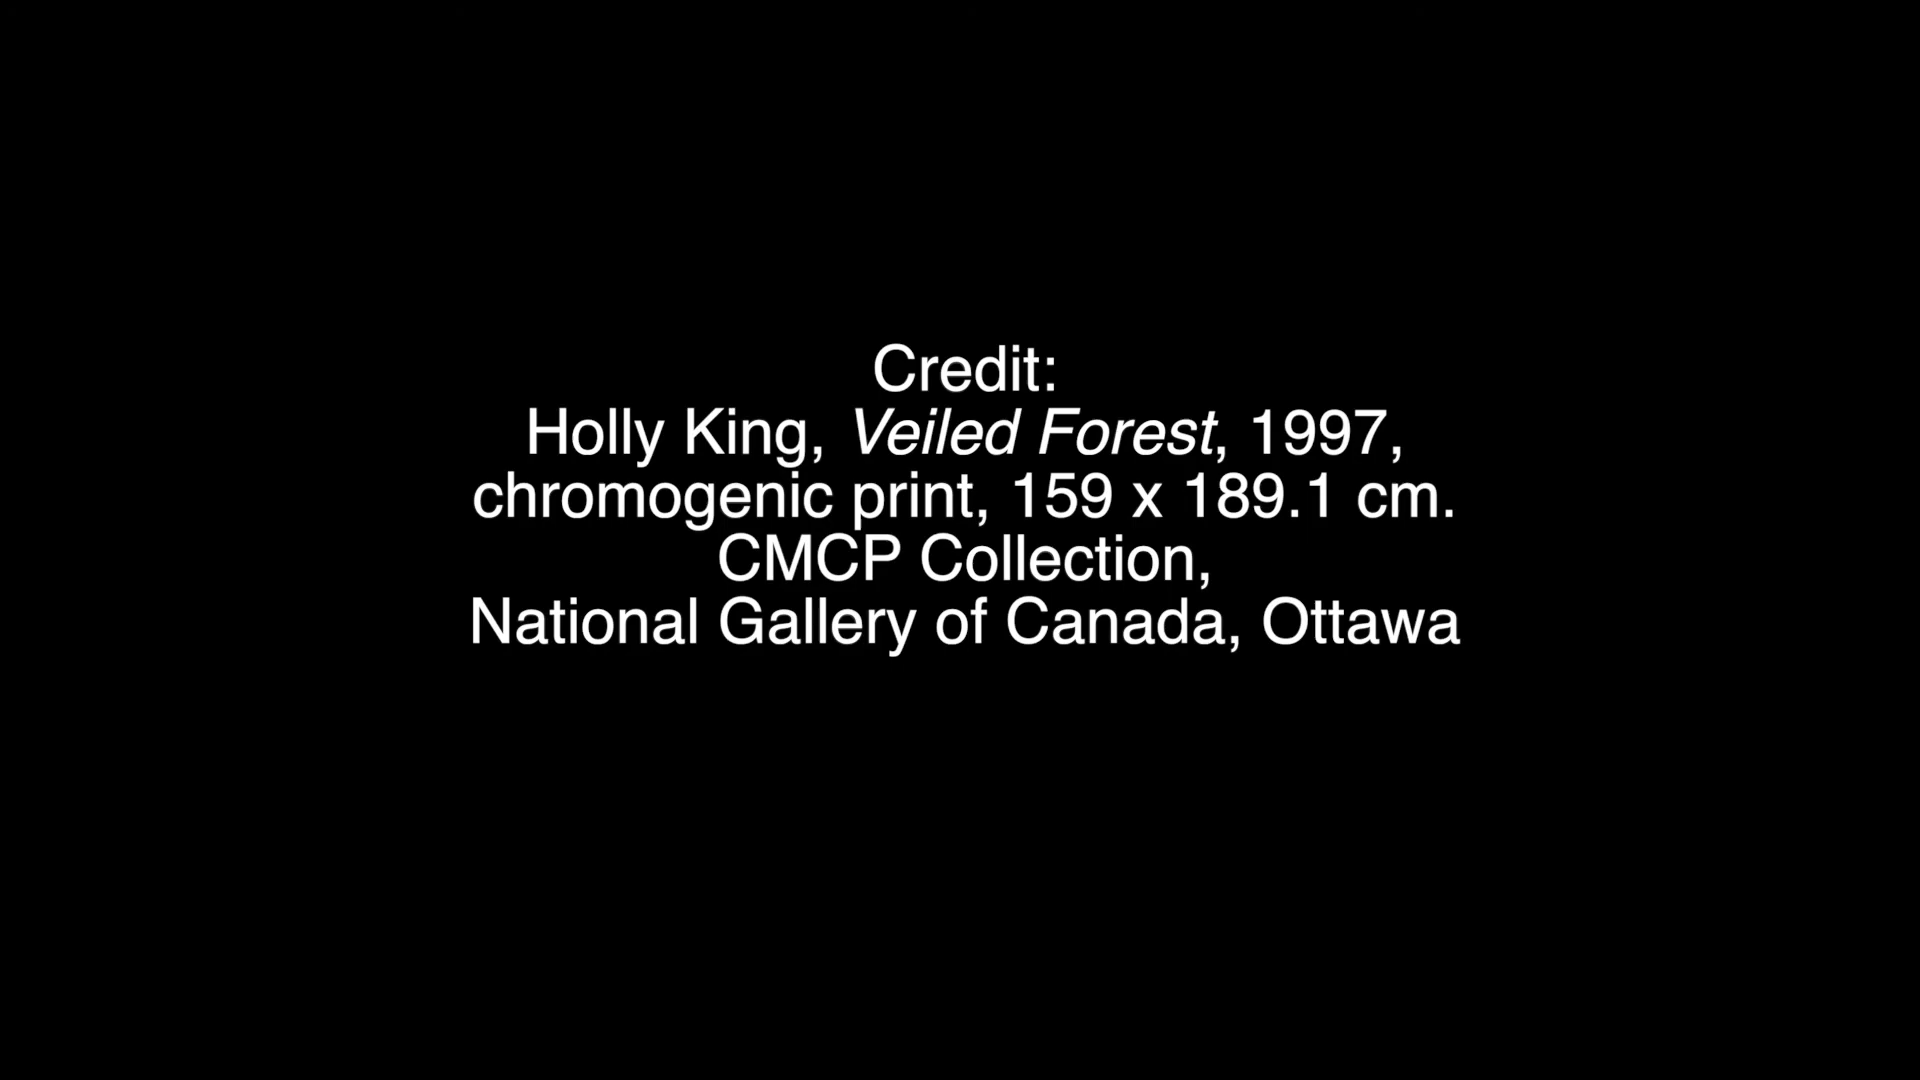 Credit:
Holly King, Veiled Forest, 1997,
chromogenic print, 159 x 189.1 cm.
CMCP Collection,
National Gallery of Canada, Ottawa